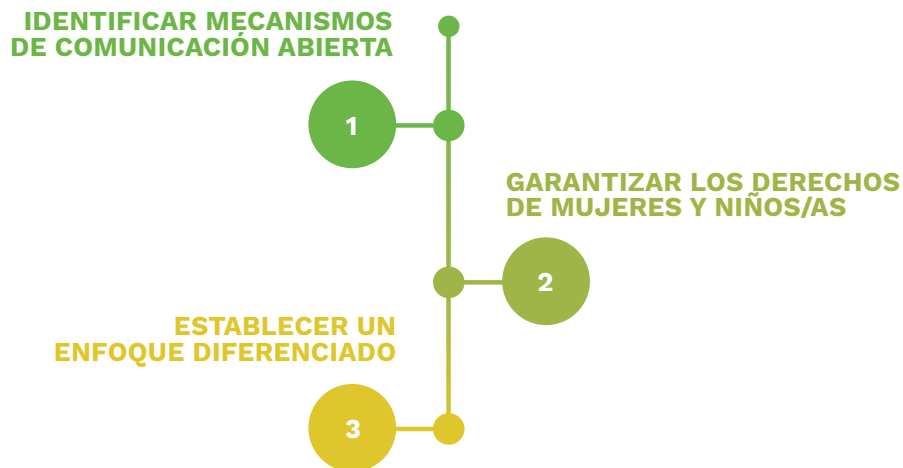 IDENTIFICAR MECANISMOS
DE COMUNICACIÓN ABIERTA
1
GARANTIZAR LOS DERECHOS
DE MUJERES Y NIÑOS/AS
2
ESTABLECER UN
ENFOQUE DIFERENCIADO
3